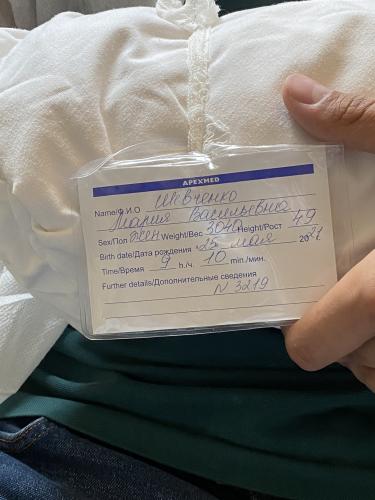 APEXMED
Name/Ф.И.О Шевченко
Мария Васильевна
Sex/Пол жен Weight/Вес 3040 Height/Рост 49
Birth date/Дата рождения 25 мая 2021
Time/Время 9 h./ч. 10 min./мин.
Further details/Дополнительные сведения
N 3219